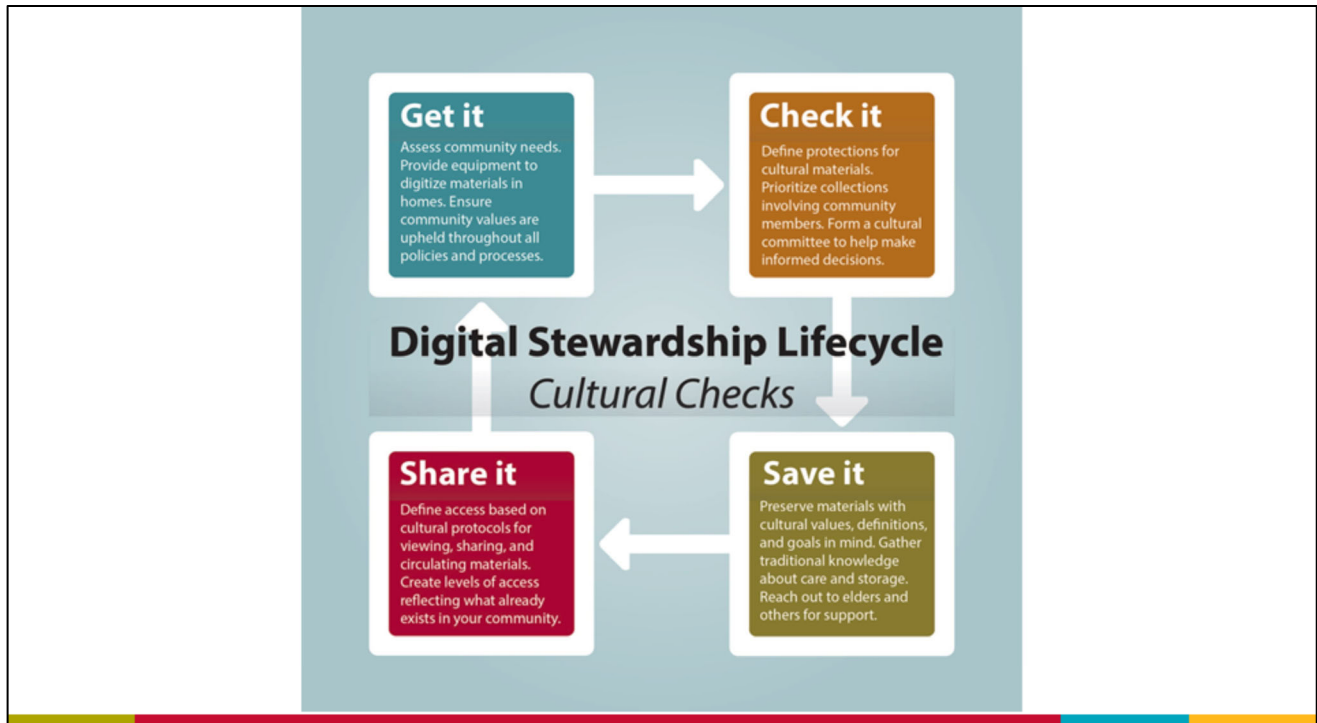 Get it
Assess community needs.
Provide equipment to
digitize materials in
homes. Ensure
community values are
upheld throughout all
policies and processes.
Check it
Define protections for
cultural materials.
Prioritize collections
involving community
members. Form a cultural
committee to help make
informed decisions.
Digital Stewardship Lifecycle
Cultural Checks
Share it
Define access based on
cultural protocols for
viewing, sharing, and
circulating materials.
Create levels of access
reflecting what already
exists in your community.
Save it
Preserve materials with
cultural values, definitions,
and goals in mind. Gather
traditional knowledge
about care and storage.
Reach out to elders and
others for support.